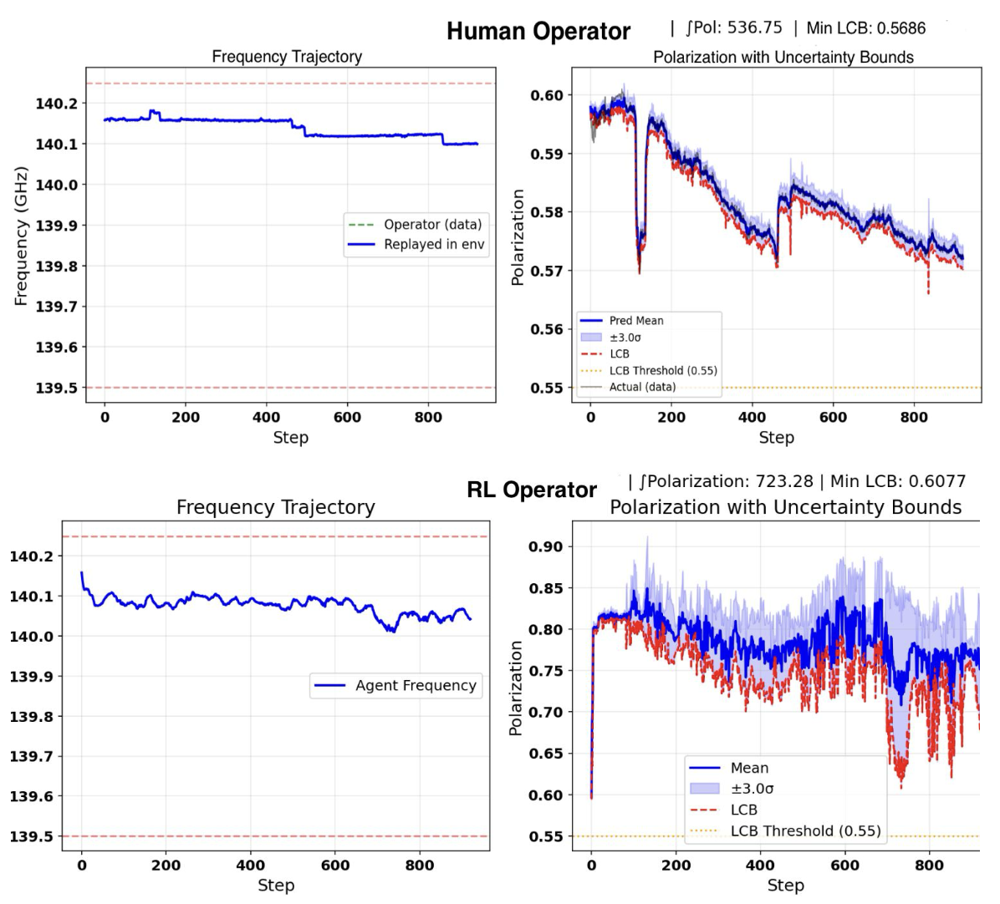 Human Operator | ∫Pol: 536.75 | Min LCB: 0.5686
Frequency Trajectory
140.2
140.1
140.0
139.9
139.8
139.7
139.6
139.5
Frequency (GHz)
Operator (data)
Replayed in env
0 200 400 600 800
Step
Polarization with Uncertainty Bounds
0.60
0.59
0.58
0.57
0.56
0.55
Polarization
Pred Mean
±3.0σ
LCB
LCB Threshold (0.55)
Actual (data)
0 200 400 600 800
Step
RL Operator | ∫Polarization: 723.28 | Min LCB: 0.6077
Frequency Trajectory
140.2
140.1
140.0
139.9
139.8
139.7
139.6
139.5
Agent Frequency
0 200 400 600 800
Step
Polarization with Uncertainty Bounds
0.90
0.85
0.80
0.75
0.70
0.65
0.60
0.55
Polarization
Mean
±3.0σ
LCB
LCB Threshold (0.55)
0 200 400 600 800
Step